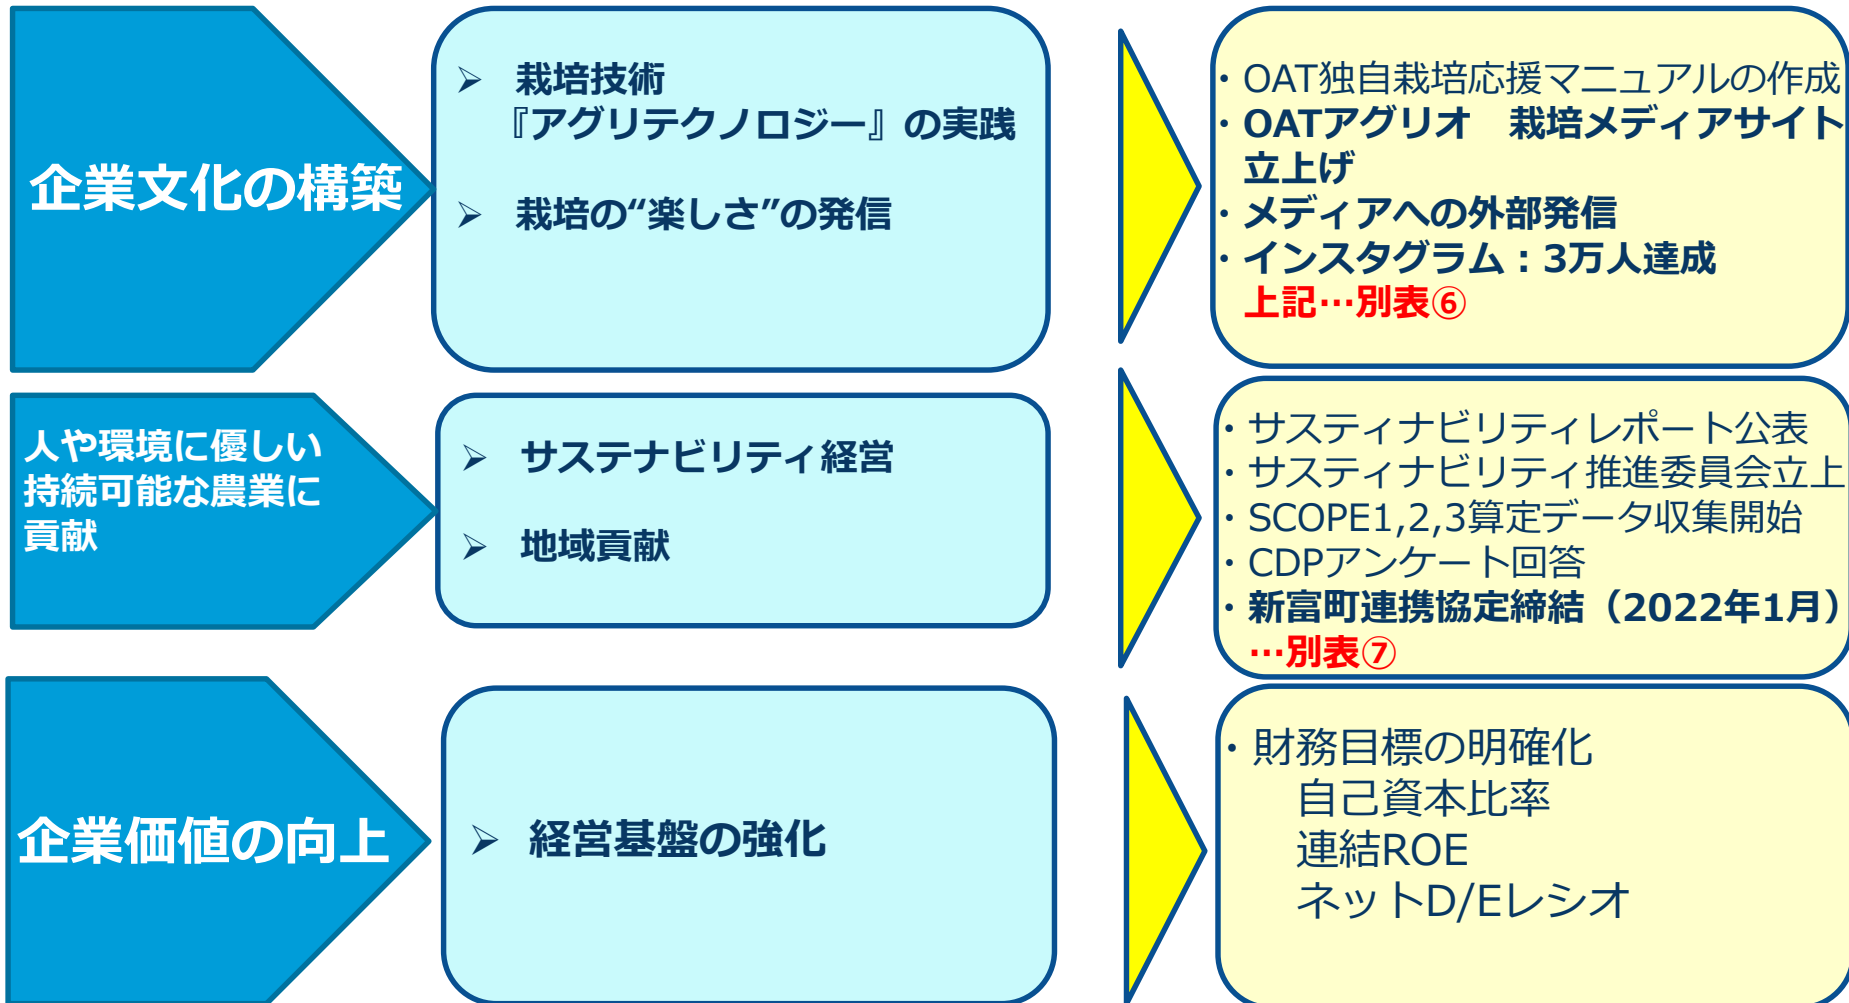 企業文化の構築
➢ 栽培技術
『アグリテクノロジー』の実践
➢ 栽培の“楽しさ”の発信
・OAT独自栽培応援マニュアルの作成
・OATアグリオ　栽培メディアサイト
立上げ
・メディアへの外部発信
・インスタグラム：3万人達成
上記…別表⑥
人や環境に優しい
持続可能な農業に
貢献
➢ サステナビリティ経営
➢ 地域貢献
・サスティナビリティレポート公表
・サスティナビリティ推進委員会立上
・SCOPE1,2,3算定データ収集開始
・CDPアンケート回答
・新富町連携協定締結（2022年1月）
…別表⑦
企業価値の向上
➢ 経営基盤の強化
・財務目標の明確化
自己資本比率
連結ROE
ネットD/Eレシオ